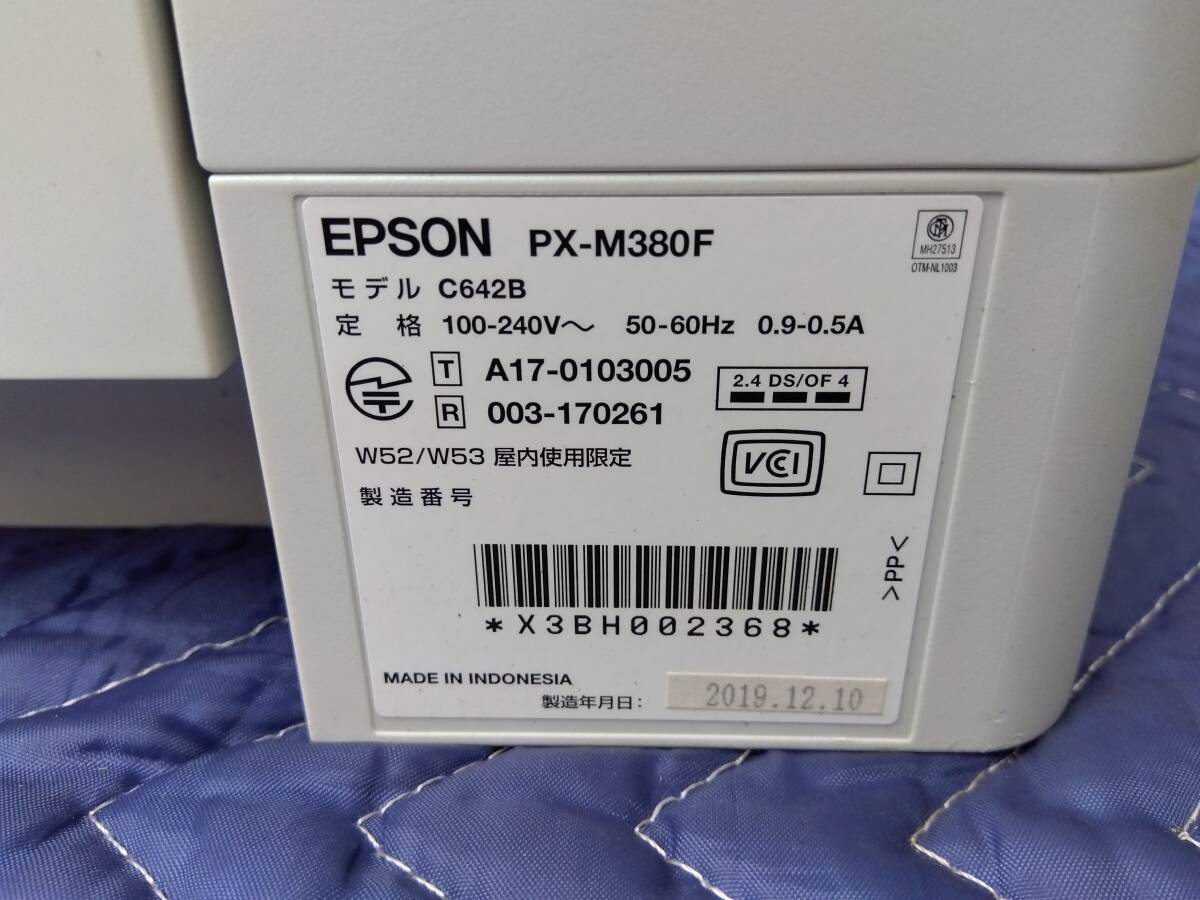 EPSON PX-M380F
MH27513
OTM-NL1003
モデル C642B
定格 100-240V～ 50-60Hz 0.9-0.5A
T A17-0103005
R 003-170261
2.4 DS/OF 4
W52/W53 屋内使用限定
VCCI
製造番号
>PP<
*X3BH002368*
MADE IN INDONESIA
製造年月日: 2019.12.10